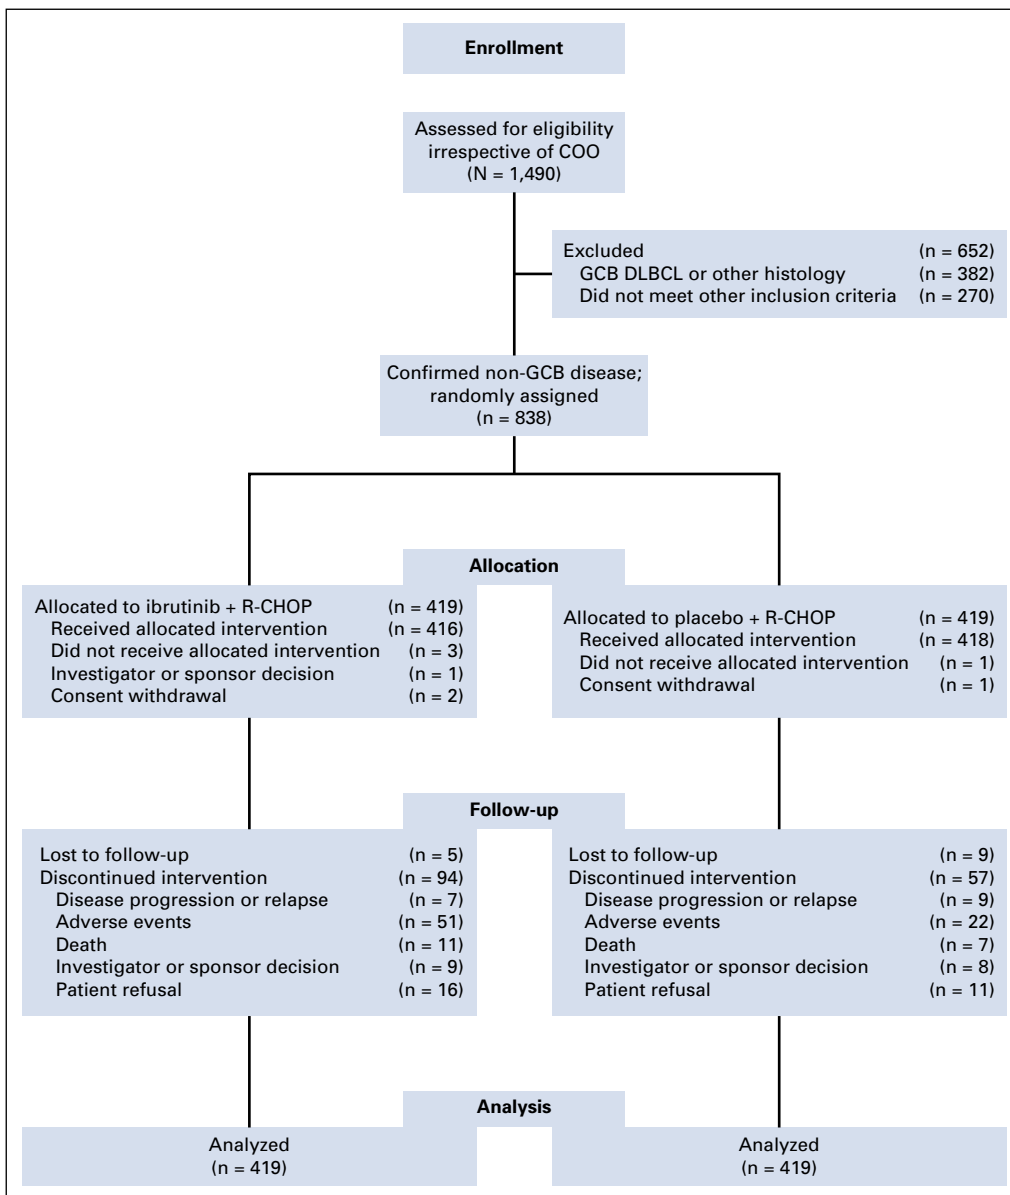 Enrollment
Assessed for eligibility
irrespective of COO
(N = 1,490)
Excluded (n = 652)
GCB DLBCL or other histology (n = 382)
Did not meet other inclusion criteria (n = 270)
Confirmed non-GCB disease;
randomly assigned
(n = 838)
Allocation
Allocated to ibrutinib + R-CHOP (n = 419)
Received allocated intervention (n = 416)
Did not receive allocated intervention (n = 3)
Investigator or sponsor decision (n = 1)
Consent withdrawal (n = 2)
Allocated to placebo + R-CHOP (n = 419)
Received allocated intervention (n = 418)
Did not receive allocated intervention (n = 1)
Consent withdrawal (n = 1)
Follow-up
Lost to follow-up (n = 5)
Discontinued intervention (n = 94)
Disease progression or relapse (n = 7)
Adverse events (n = 51)
Death (n = 11)
Investigator or sponsor decision (n = 9)
Patient refusal (n = 16)
Lost to follow-up (n = 9)
Discontinued intervention (n = 57)
Disease progression or relapse (n = 9)
Adverse events (n = 22)
Death (n = 7)
Investigator or sponsor decision (n = 8)
Patient refusal (n = 11)
Analysis
Analyzed
(n = 419)
Analyzed
(n = 419)